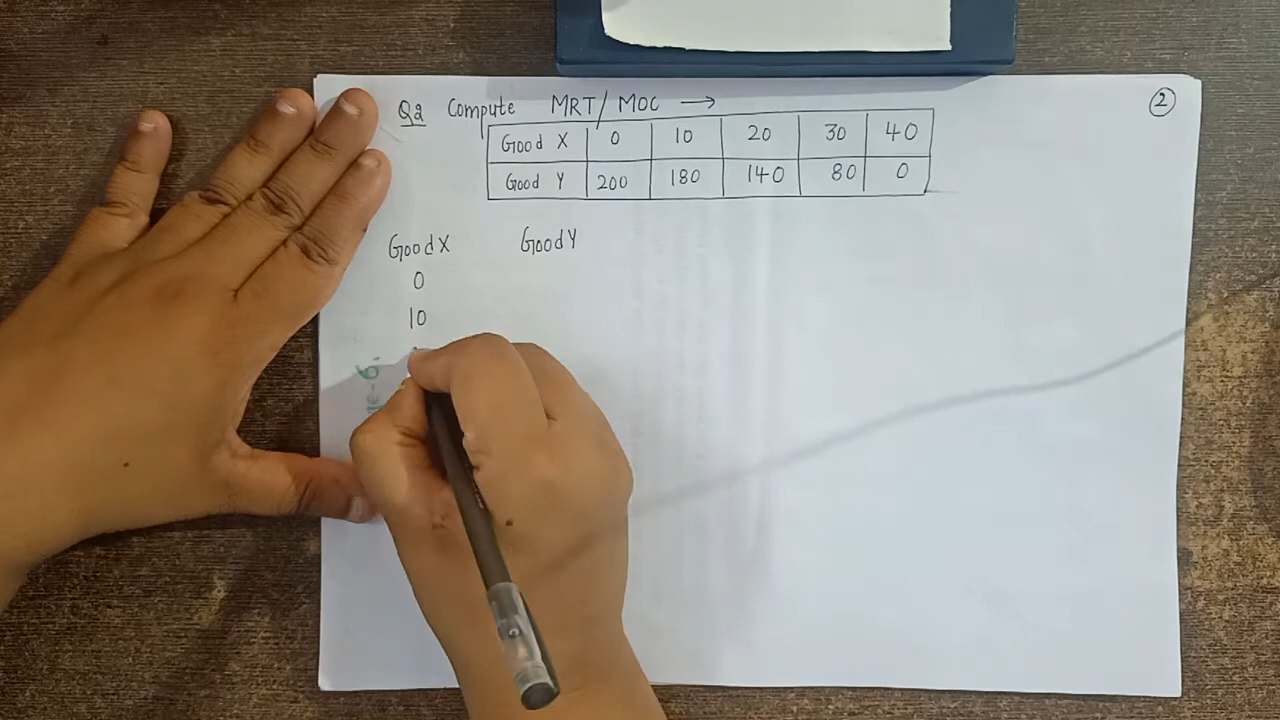 Q2 Compute MRT/MOC →
Good X 0 10 20 30 40
Good Y 200 180 140 80 0
Good X Good Y
0
10
②